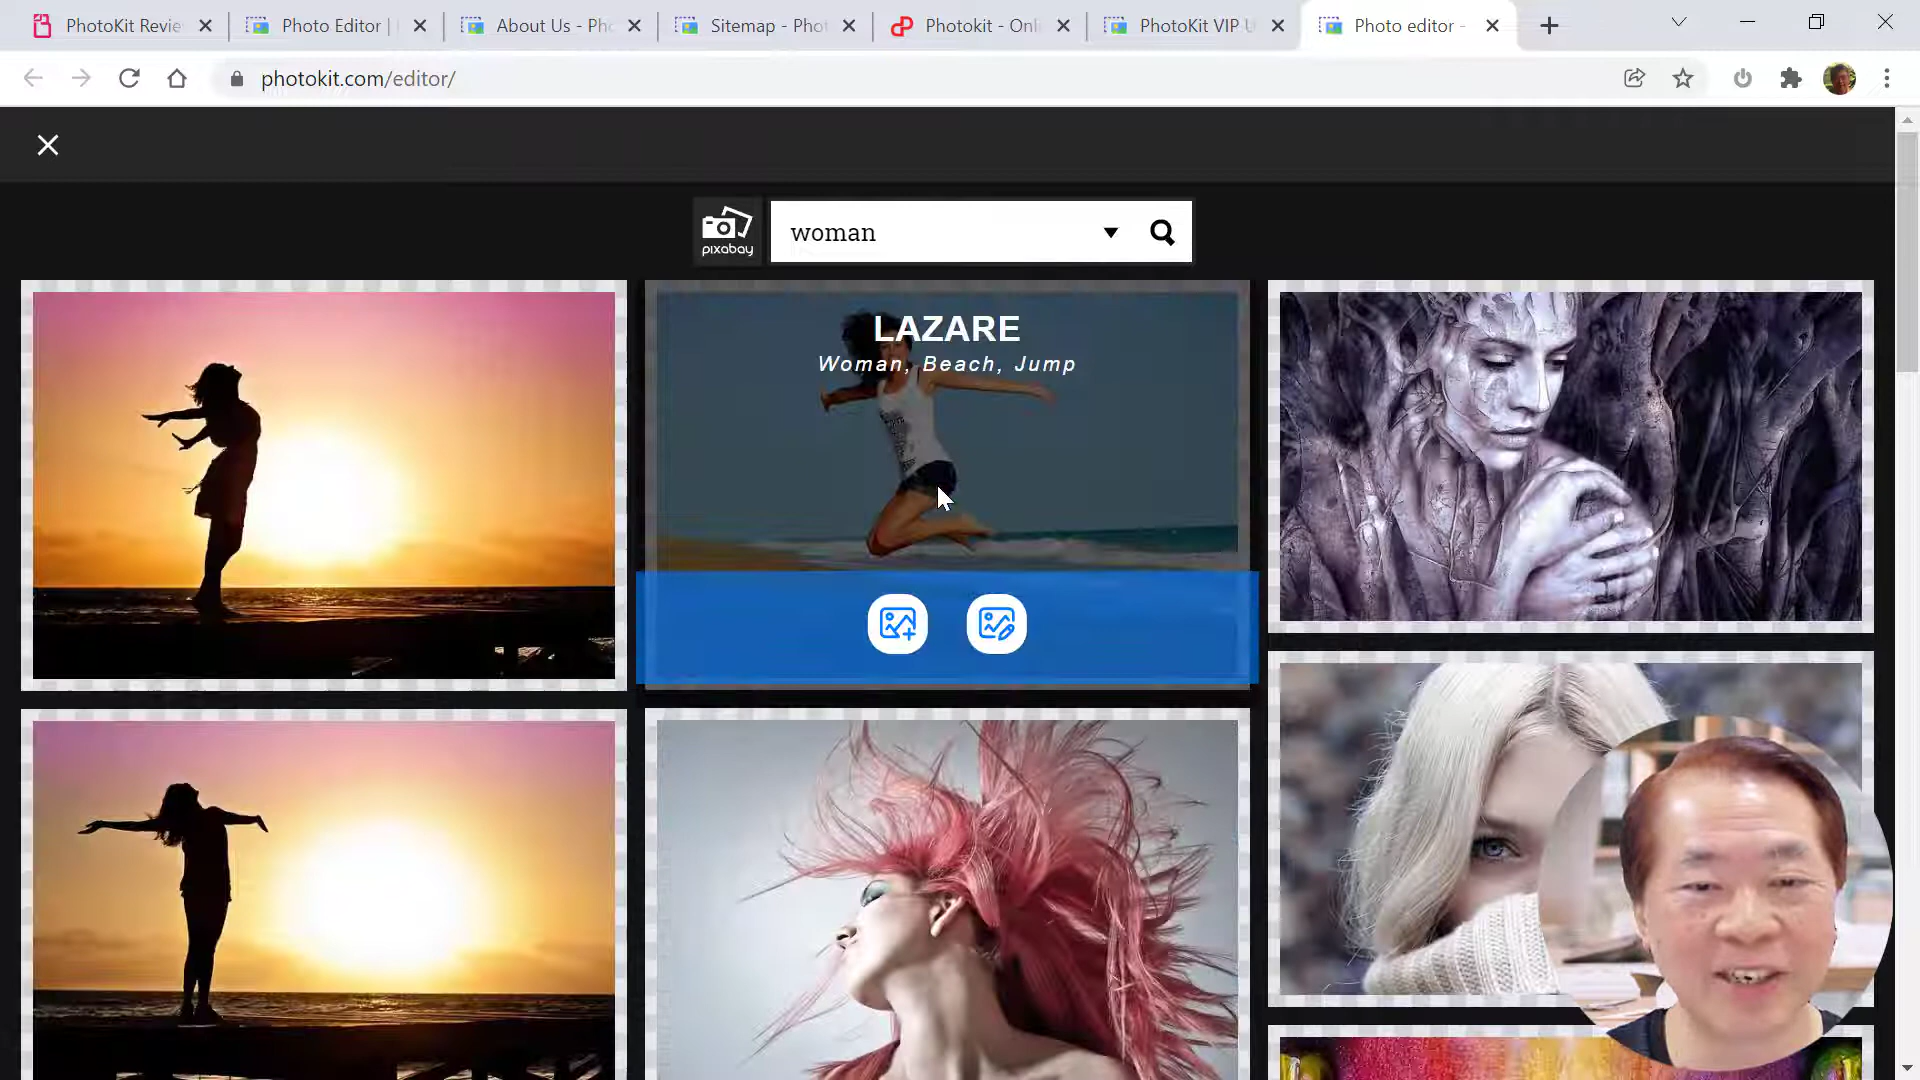 PhotoKit Revie
Photo Editor |
About Us - Pho
Sitemap - Phot
Photokit - Onl
PhotoKit VIP U
Photo editor -
photokit.com/editor/
pixabay
woman
LAZARE
Woman, Beach, Jump